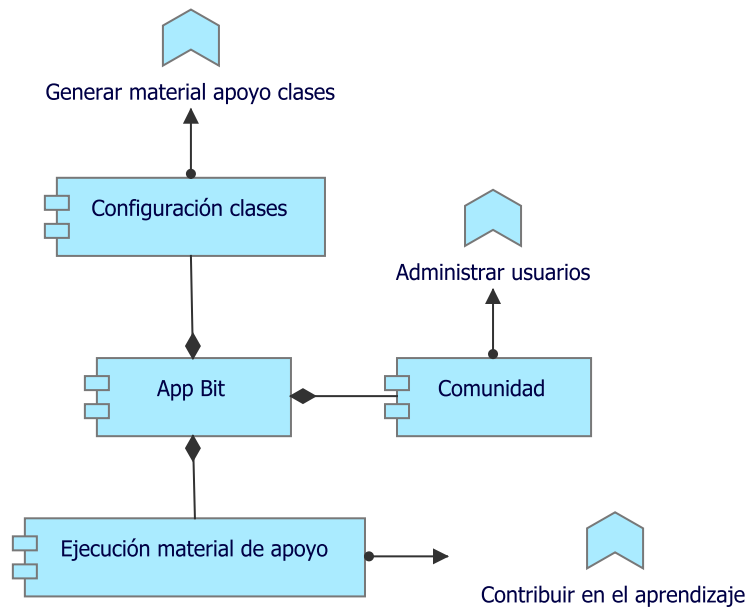 Generar material apoyo clases
Configuración clases
Administrar usuarios
App Bit
Comunidad
Ejecución material de apoyo
Contribuir en el aprendizaje